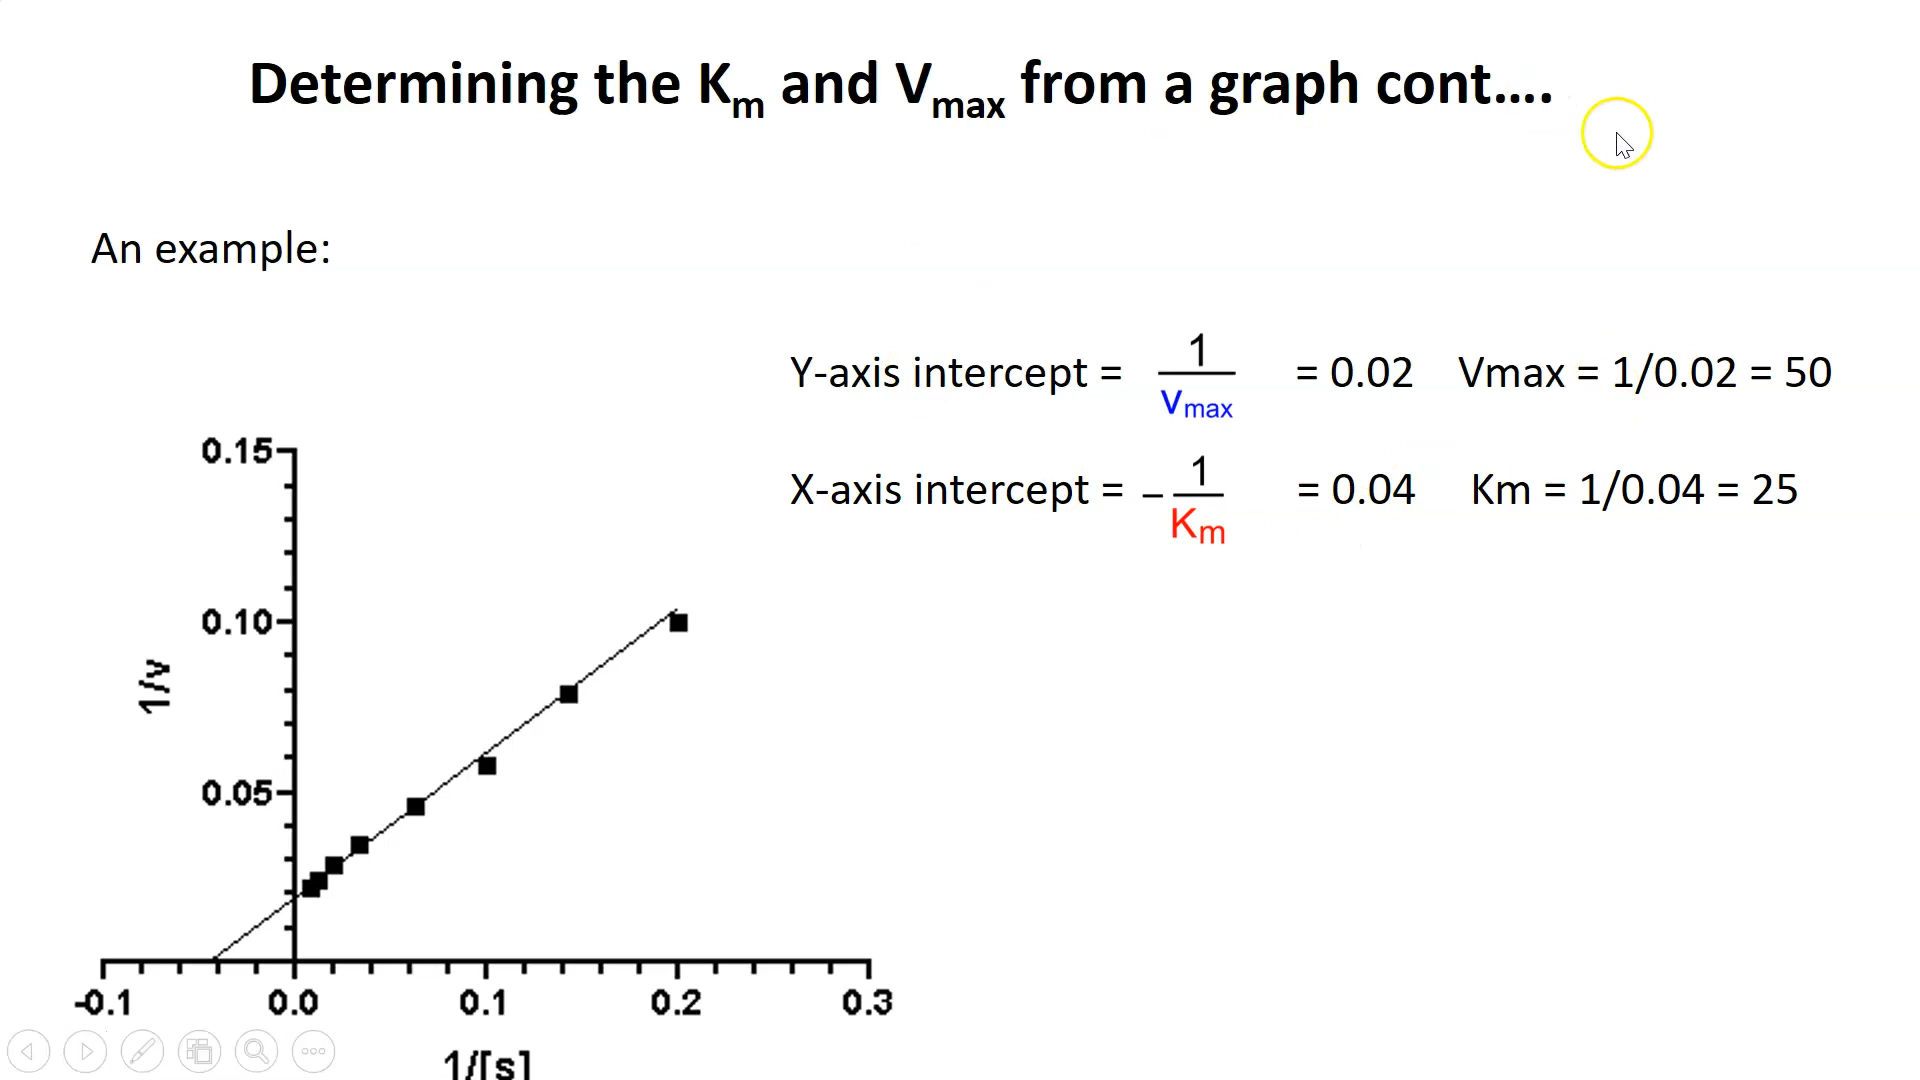 Determining the Km and Vmax from a graph cont….
An example:
Y-axis intercept = 1/vmax = 0.02 Vmax = 1/0.02 = 50
X-axis intercept = −1/Km = 0.04 Km = 1/0.04 = 25
0.15
0.10
1/v
0.05
-0.1 0.0 0.1 0.2 0.3
1/[s]